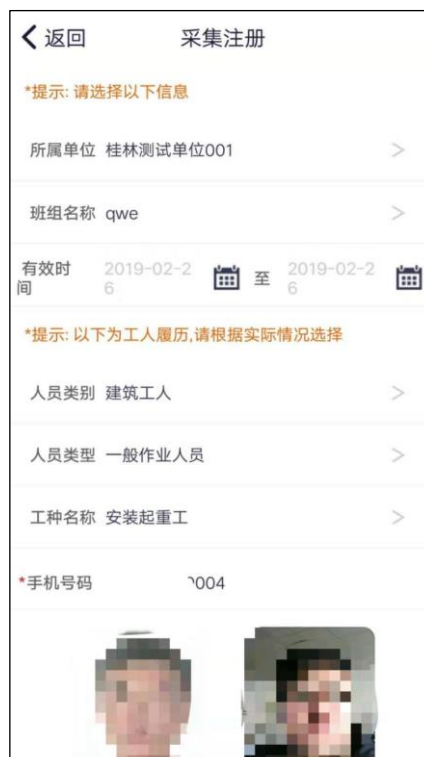 返回 采集注册
*提示: 请选择以下信息
所属单位 桂林测试单位001
班组名称 qwe
有效时间 2019-02-26 至 2019-02-26
*提示: 以下为工人履历,请根据实际情况选择
人员类别 建筑工人
人员类型 一般作业人员
工种名称 安装起重工
*手机号码 0004